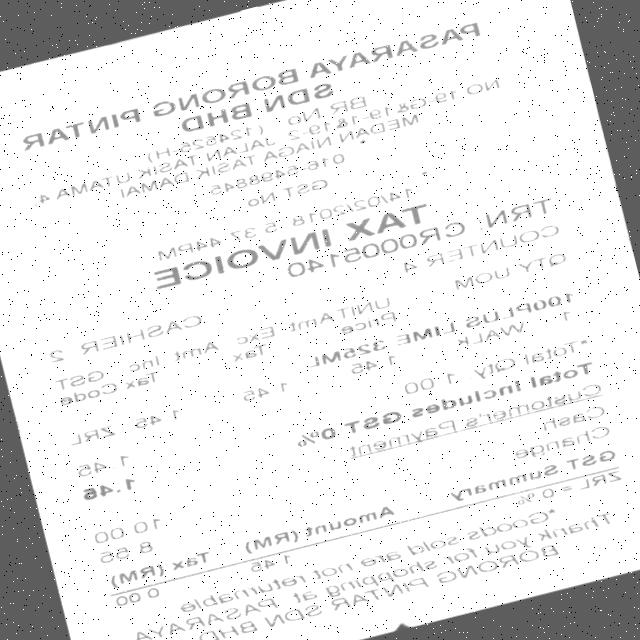 PASARAYA BORONG PINTAR
SDN BHD
BR NO (124525-H)
NO 19-G&19-1&19-2 JALAN TASIK UTAMA 4
MEDAN NIAGA TASIK DAMAI
016-5498845
GST No
14/02/2018 5 37 44PM
TAX INVOICE
TRN CR0005140
COUNTER 4 CASHIER 2
QTY UOM UNIT Amt Exc Amt Inc GST
Price Tax Tax Code
100PLUS LIME 325ML
1 WALK 1.45 1.45 1.45 ZRL
*Total Qty 1.00 1.45
Total Includes GST 0% 1.45
Customer's Payment
Cash 10.00
Change 8.55
GST Summary Amount (RM) Tax (RM)
ZRL = 0 % 1.45 0.00
*Goods sold are not returnable
Thank you for shopping at PASARAYA
BORONG PINTAR SDN BHD